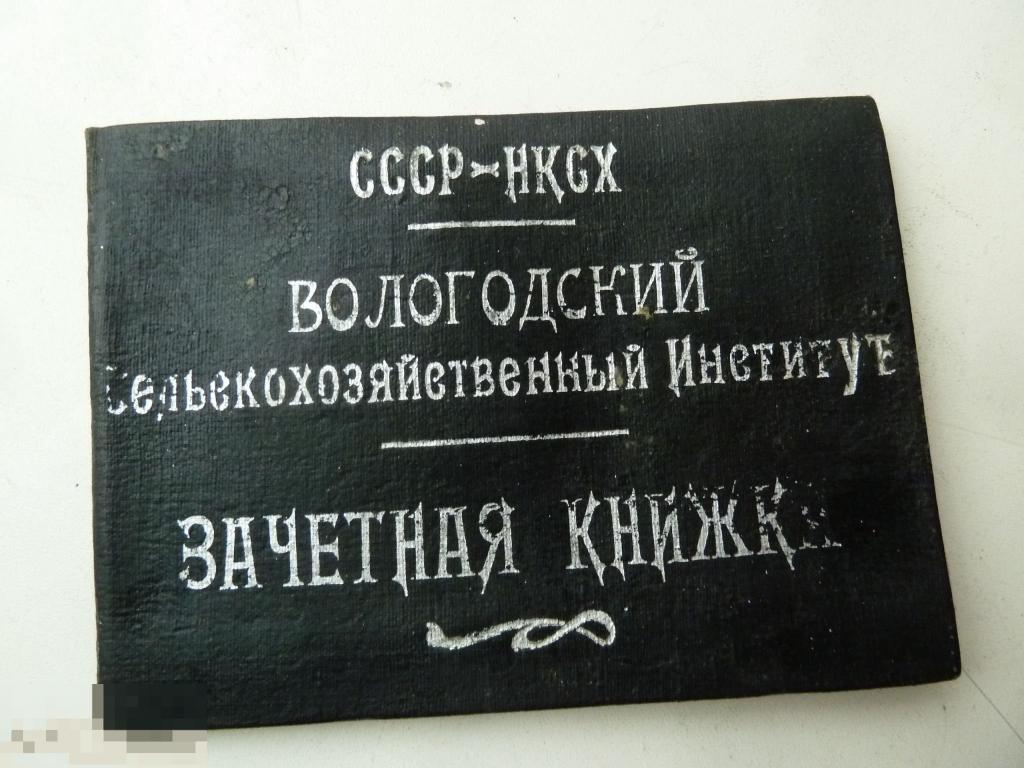 СССР-НКСХ
ВОЛОГОДСКИЙ
Сельскохозяйственный Институт
ЗАЧЕТНАЯ КНИЖКА